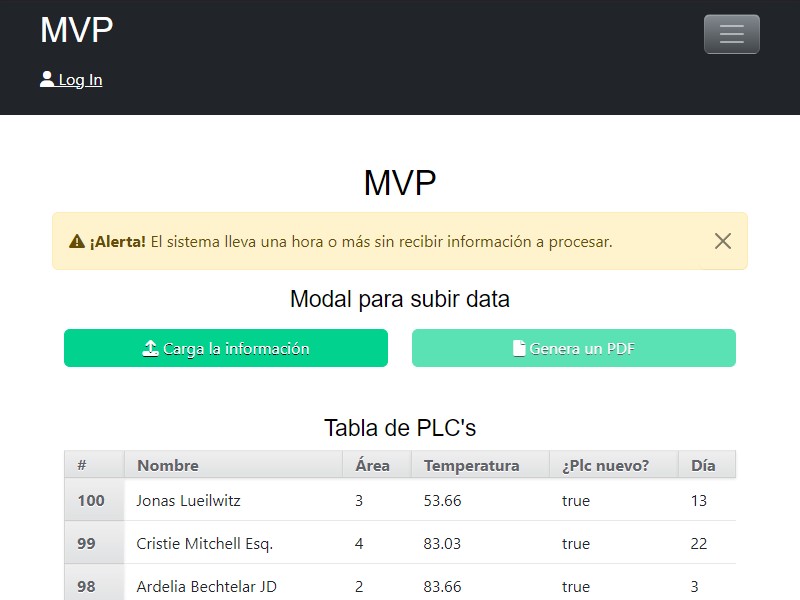 MVP
Log In
MVP
¡Alerta! El sistema lleva una hora o más sin recibir información a procesar.
Modal para subir data
Carga la información Genera un PDF
Tabla de PLC's
# Nombre Área Temperatura ¿Plc nuevo? Día
100 Jonas Lueilwitz 3 53.66 true 13
99 Cristie Mitchell Esq. 4 83.03 true 22
98 Ardelia Bechtelar JD 2 83.66 true 3